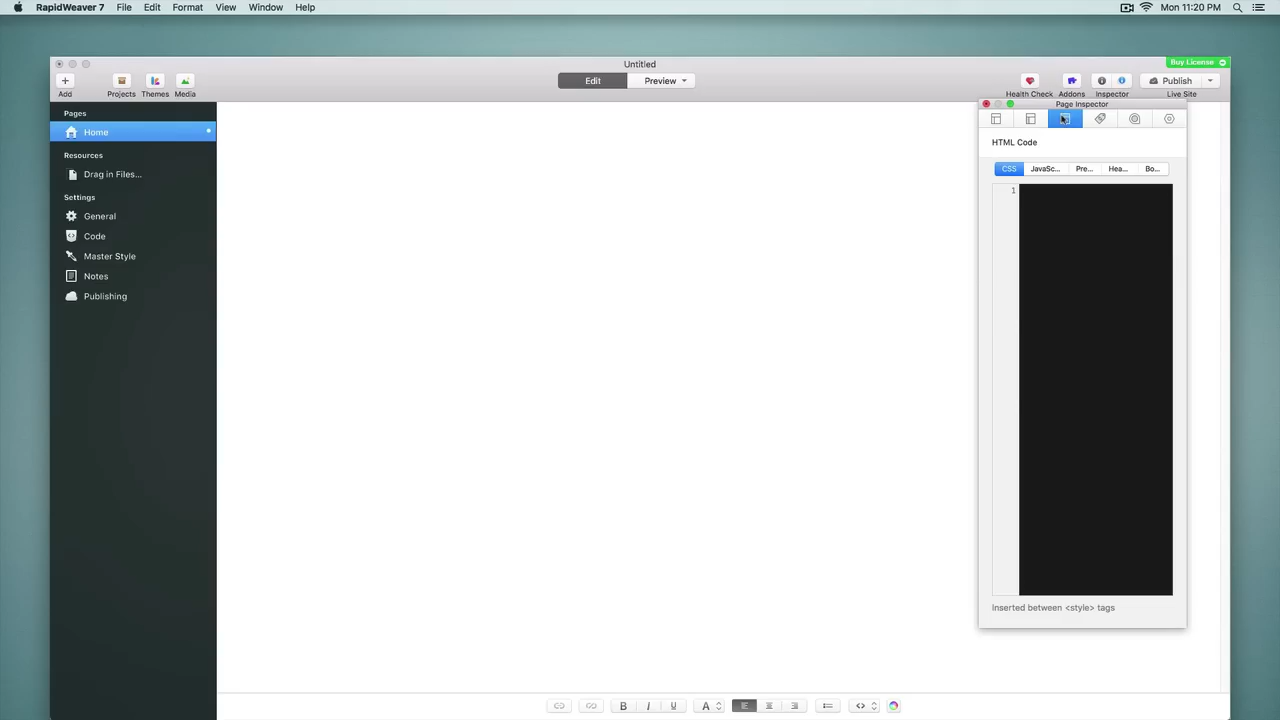 RapidWeaver 7 File Edit Format View Window Help Mon 11:20 PM
Untitled
Buy License
Add Projects Themes Media Edit Preview Health Check Addons Inspector Publish Live Site
Pages
Home
Resources
Drag in Files...
Settings
General
Code
Master Style
Notes
Publishing
Page Inspector
HTML Code
CSS JavaSc... Pre... Hea... Bo...
1
Inserted between <style> tags
B I U A